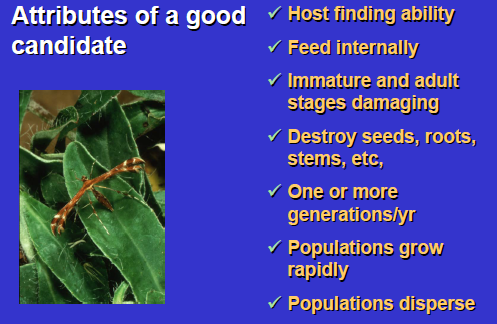 Attributes of a good
candidate
✓ Host finding ability
✓ Feed internally
✓ Immature and adult
stages damaging
✓ Destroy seeds, roots,
stems, etc,
✓ One or more
generations/yr
✓ Populations grow
rapidly
✓ Populations disperse